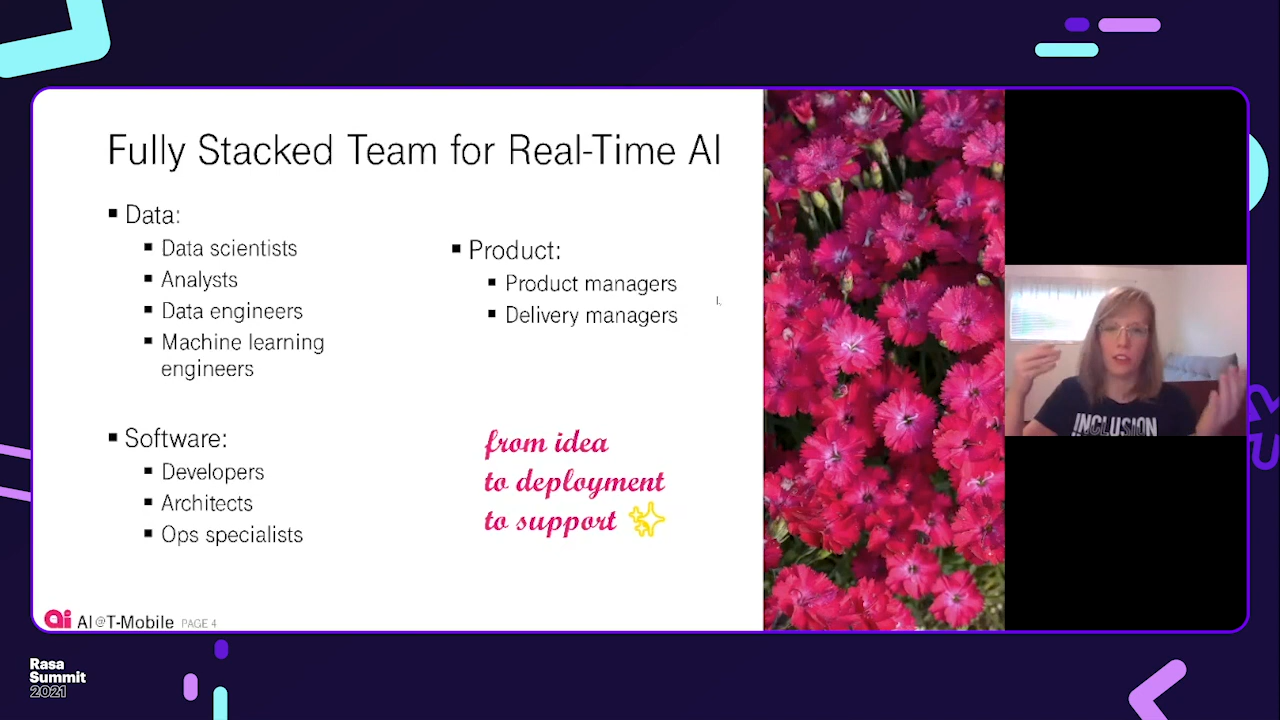 Fully Stacked Team for Real-Time AI
Data:
Data scientists
Analysts
Data engineers
Machine learning
engineers
Software:
Developers
Architects
Ops specialists
Product:
Product managers
Delivery managers
from idea
to deployment
to support
INCLUSION
ai AI@T-Mobile PAGE 4
Rasa
Summit
2021